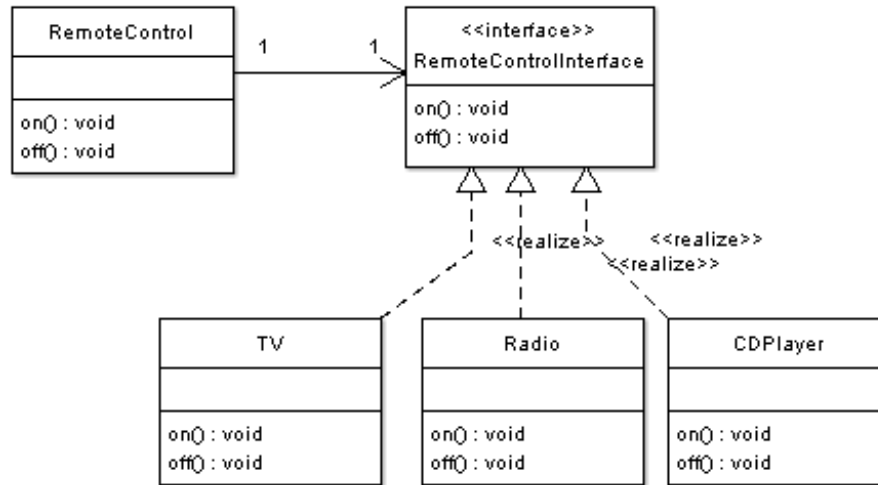 RemoteControl
on() : void
off() : void
1
1
<<interface>>
RemoteControlInterface
on() : void
off() : void
<<realize>>
<<realize>>
<<realize>>
TV
on() : void
off() : void
Radio
on() : void
off() : void
CDPlayer
on() : void
off() : void